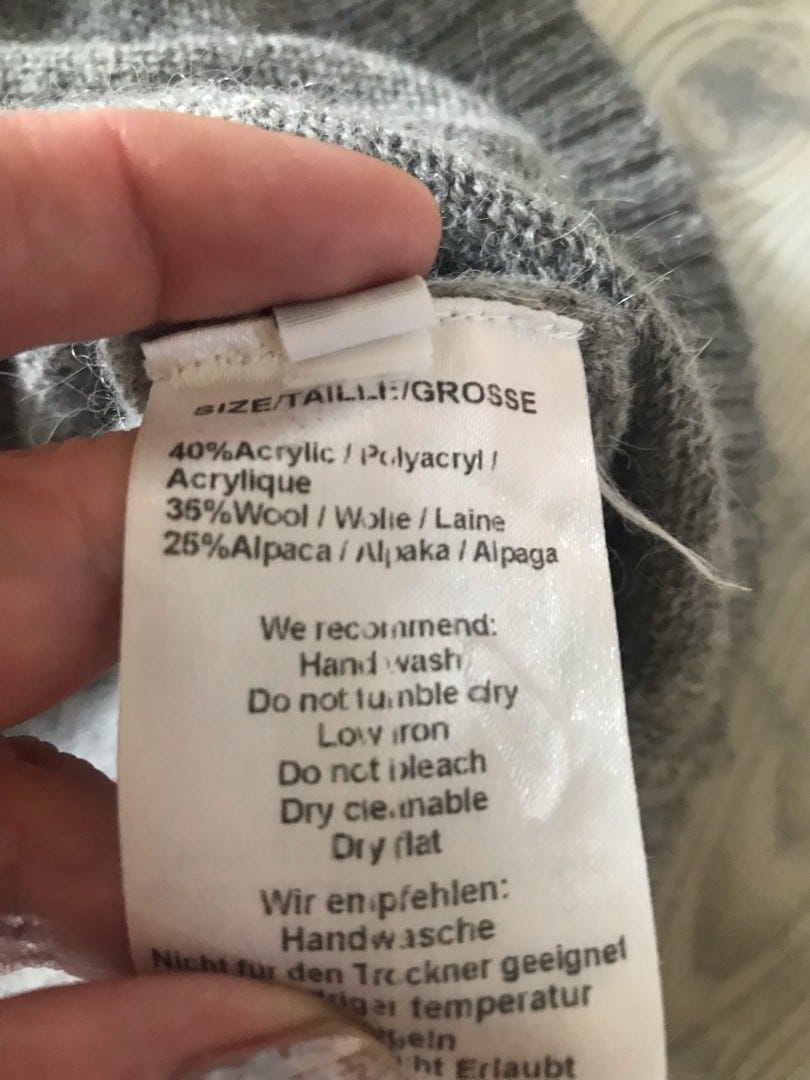 SIZE/TAILLE/GROSSE
40%Acrylic / Polyacryl /
Acrylique
35%Wool / Wolle / Laine
25%Alpaca / Alpaka / Alpaga
We recommend:
Hand wash
Do not tumble dry
Low iron
Do not bleach
Dry cleanable
Dry flat
Wir empfehlen:
Handwasche
Nicht fur den Trockner geeignet
temperatur
Erlaubt